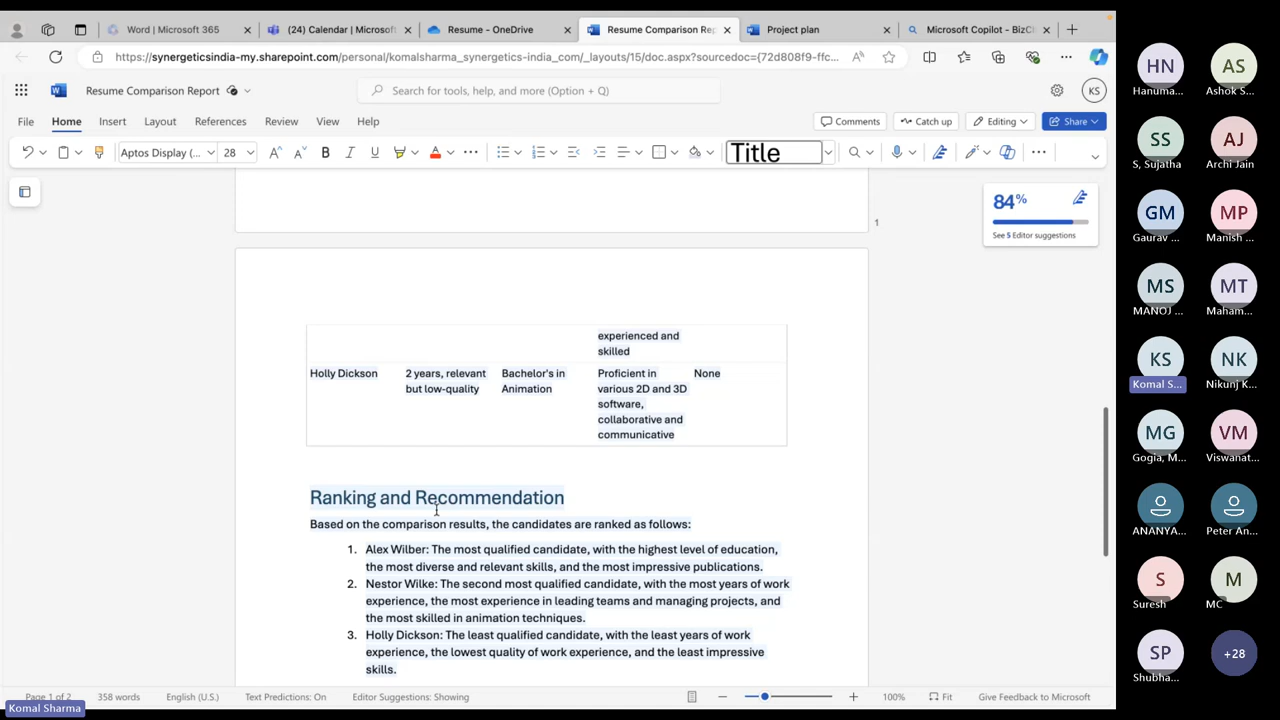 Word | Microsoft 365
(24) Calendar | Microsof
Resume - OneDrive
Resume Comparison Rep
Project plan
Microsoft Copilot - BizCh
https://synergeticsindia-my.sharepoint.com/personal/komalsharma_synergetics-india_com/_layouts/15/doc.aspx?sourcedoc={72d808f9-ffc...
Resume Comparison Report
Search for tools, help, and more (Option + Q)
KS
File
Home
Insert
Layout
References
Review
View
Help
Comments
Catch up
Editing
Share
Aptos Display (...
28
B I U
Title
84%
See 5 Editor suggestions
1
experienced and
skilled
Holly Dickson
2 years, relevant
but low-quality
Bachelor's in
Animation
Proficient in
various 2D and 3D
software,
collaborative and
communicative
None
Ranking and Recommendation
Based on the comparison results, the candidates are ranked as follows:
1. Alex Wilber: The most qualified candidate, with the highest level of education,
the most diverse and relevant skills, and the most impressive publications.
2. Nestor Wilke: The second most qualified candidate, with the most years of work
experience, the most experience in leading teams and managing projects, and
the most skilled in animation techniques.
3. Holly Dickson: The least qualified candidate, with the least years of work
experience, the lowest quality of work experience, and the least impressive
skills.
Page 1 of 2
358 words
English (U.S.)
Text Predictions: On
Editor Suggestions: Showing
100%
Fit
Give Feedback to Microsoft
Komal Sharma
HN
Hanuma...
AS
Ashok S...
SS
S, Sujatha
AJ
Archi Jain
GM
Gaurav ...
MP
Manish ...
MS
MANOJ ...
MT
Maham...
KS
Komal S...
NK
Nikunj K...
MG
Gogia, M...
VM
Viswanat...
ANANYA...
Peter An...
S
Suresh
M
MC
SP
Shubha...
+28